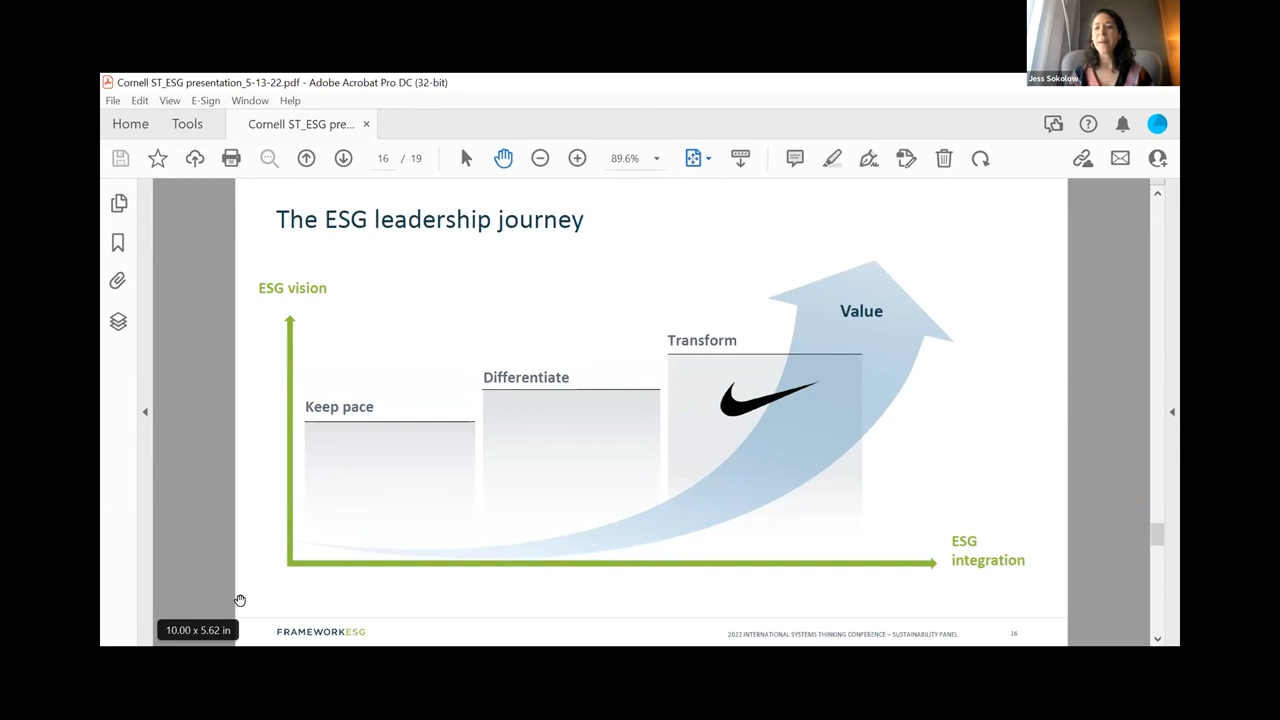 Jess Sokolow
Cornell ST_ESG presentation_5-13-22.pdf - Adobe Acrobat Pro DC (32-bit)
File Edit View E-Sign Window Help
Home Tools Cornell ST_ESG pre... ×
16 / 19 89.6%
The ESG leadership journey
ESG vision
Value
Transform
Differentiate
Keep pace
ESG
integration
10.00 x 5.62 in
FRAMEWORKESG
2022 INTERNATIONAL SYSTEMS THINKING CONFERENCE – SUSTAINABILITY PANEL
16